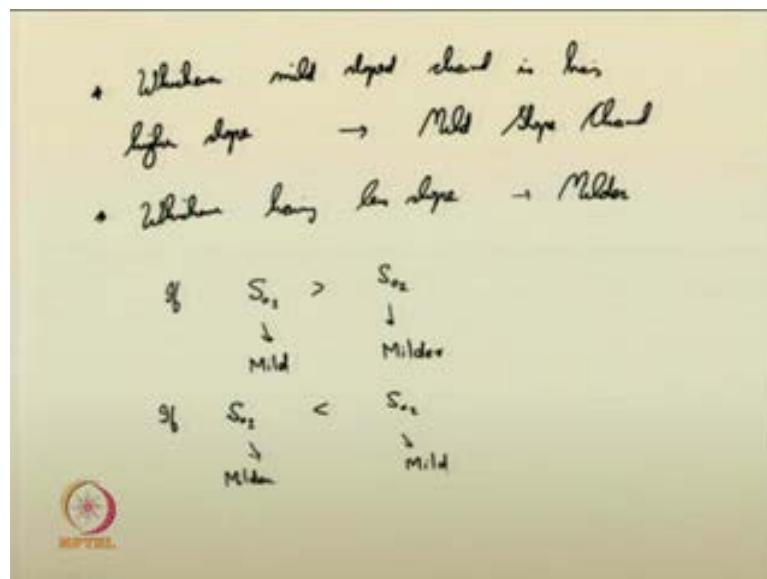 * Whichever mild sloped channel is has
higher slope → Mild Slope Channel
* Whichever having less slope → Milder
If S₀₁ > S₀₂
↓ ↓
Mild Milder
If S₀₁ < S₀₂
↓ ↓
Milder Mild
NPTEL